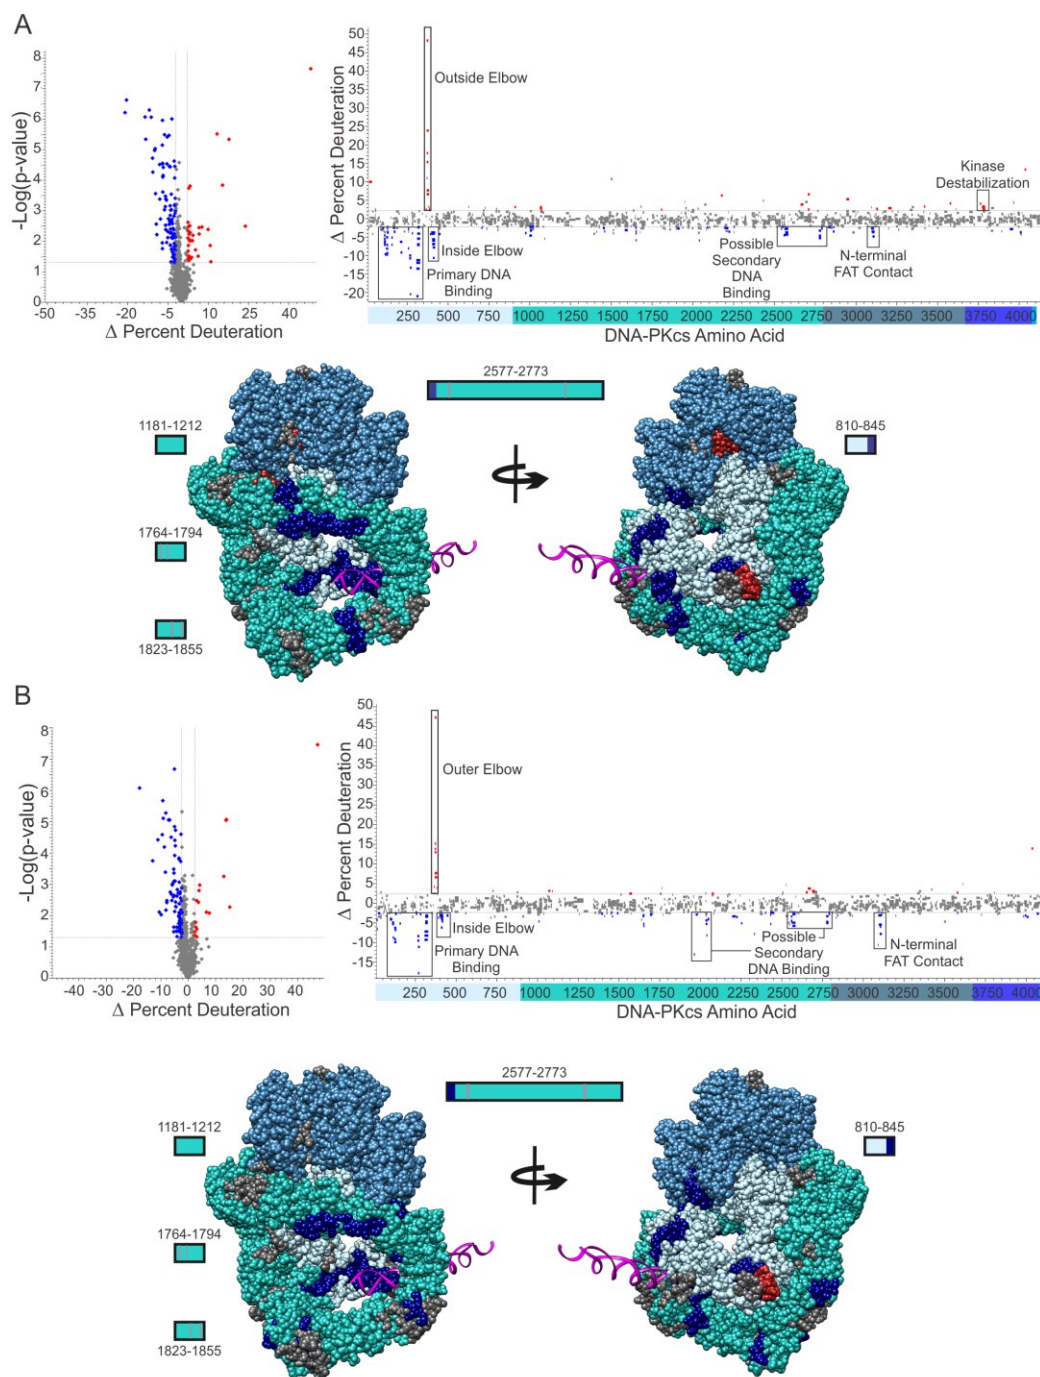 A
8
7
6
5
4
3
2
1
0
-Log(p-value)
-50
-35
-20
-5
10
25
40
Δ Percent Deuteration
50
45
40
35
30
25
20
15
10
5
0
-5
-10
-15
-20
Δ Percent Deuteration
Outside Elbow
Kinase
Destabilization
Inside Elbow
Primary DNA
Binding
Possible
Secondary
DNA
Binding
N-terminal
FAT Contact
250 500 750 1000 1250 1500 1750 2000 2250 2500 2750 3000 3250 3500 3750 4000
DNA-PKcs Amino Acid
2577-2773
1181-1212
810-845
1764-1794
1823-1855
B
8
7
6
5
4
3
2
1
0
-Log(p-value)
-40 -30 -20 -10 0 10 20 30 40
Δ Percent Deuteration
50
45
40
35
30
25
20
15
10
5
0
-5
-10
-15
Δ Percent Deuteration
Outer Elbow
Inside Elbow
Primary DNA
Binding
Possible
Secondary
DNA Binding
N-terminal
FAT Contact
250 500 750 1000 1250 1500 1750 2000 2250 2500 2750 3000 3250 3500 3750 4000
DNA-PKcs Amino Acid
2577-2773
1181-1212
810-845
1764-1794
1823-1855